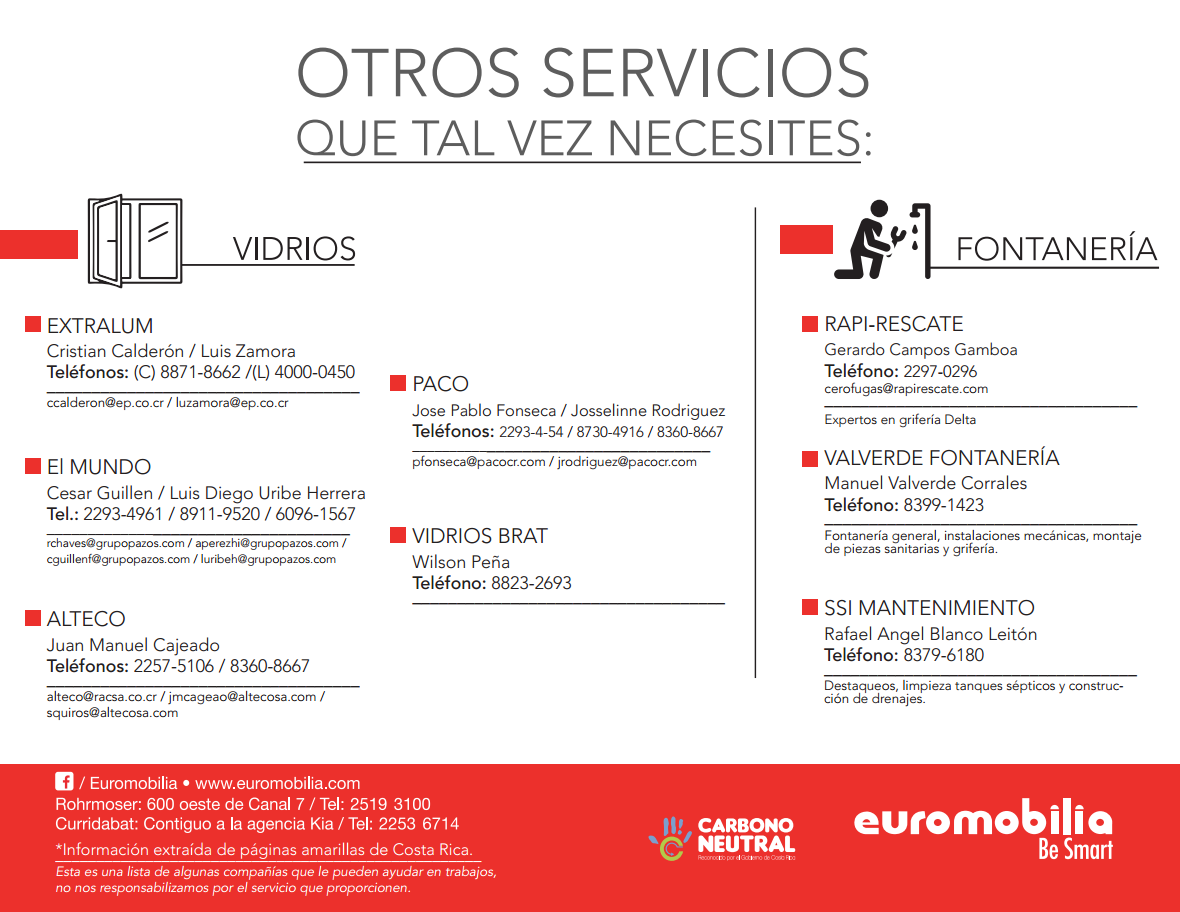 OTROS SERVICIOS
QUE TAL VEZ NECESITES:
VIDRIOS
EXTRALUM
Cristian Calderón / Luis Zamora
Teléfonos: (C) 8871-8662 /(L) 4000-0450
ccalderon@ep.co.cr / luzamora@ep.co.cr
El MUNDO
Cesar Guillen / Luis Diego Uribe Herrera
Tel.: 2293-4961 / 8911-9520 / 6096-1567
rchaves@grupopazos.com / aperezhi@grupopazos.com /
cguillenf@grupopazos.com / luribeh@grupopazos.com
ALTECO
Juan Manuel Cajeado
Teléfonos: 2257-5106 / 8360-8667
alteco@racsa.co.cr / jmcageao@altecosa.com /
squiros@altecosa.com
PACO
Jose Pablo Fonseca / Josselinne Rodriguez
Teléfonos: 2293-4-54 / 8730-4916 / 8360-8667
pfonseca@pacocr.com / jrodriguez@pacocr.com
VIDRIOS BRAT
Wilson Peña
Teléfono: 8823-2693
FONTANERÍA
RAPI-RESCATE
Gerardo Campos Gamboa
Teléfono: 2297-0296
cerofugas@rapirescate.com
Expertos en grifería Delta
VALVERDE FONTANERÍA
Manuel Valverde Corrales
Teléfono: 8399-1423
Fontanería general, instalaciones mecánicas, montaje
de piezas sanitarias y grifería.
SSI MANTENIMIENTO
Rafael Angel Blanco Leitón
Teléfono: 8379-6180
Destaqueos, limpieza tanques sépticos y construc-
ción de drenajes.
/ Euromobilia • www.euromobilia.com
Rohrmoser: 600 oeste de Canal 7 / Tel: 2519 3100
Curridabat: Contiguo a la agencia Kia / Tel: 2253 6714
*Información extraída de páginas amarillas de Costa Rica.
Esta es una lista de algunas compañías que le pueden ayudar en trabajos,
no nos responsabilizamos por el servicio que proporcionen.
CARBONO
NEUTRAL
Reconocido por el Gobierno de Costa Rica
euromobilia
Be Smart